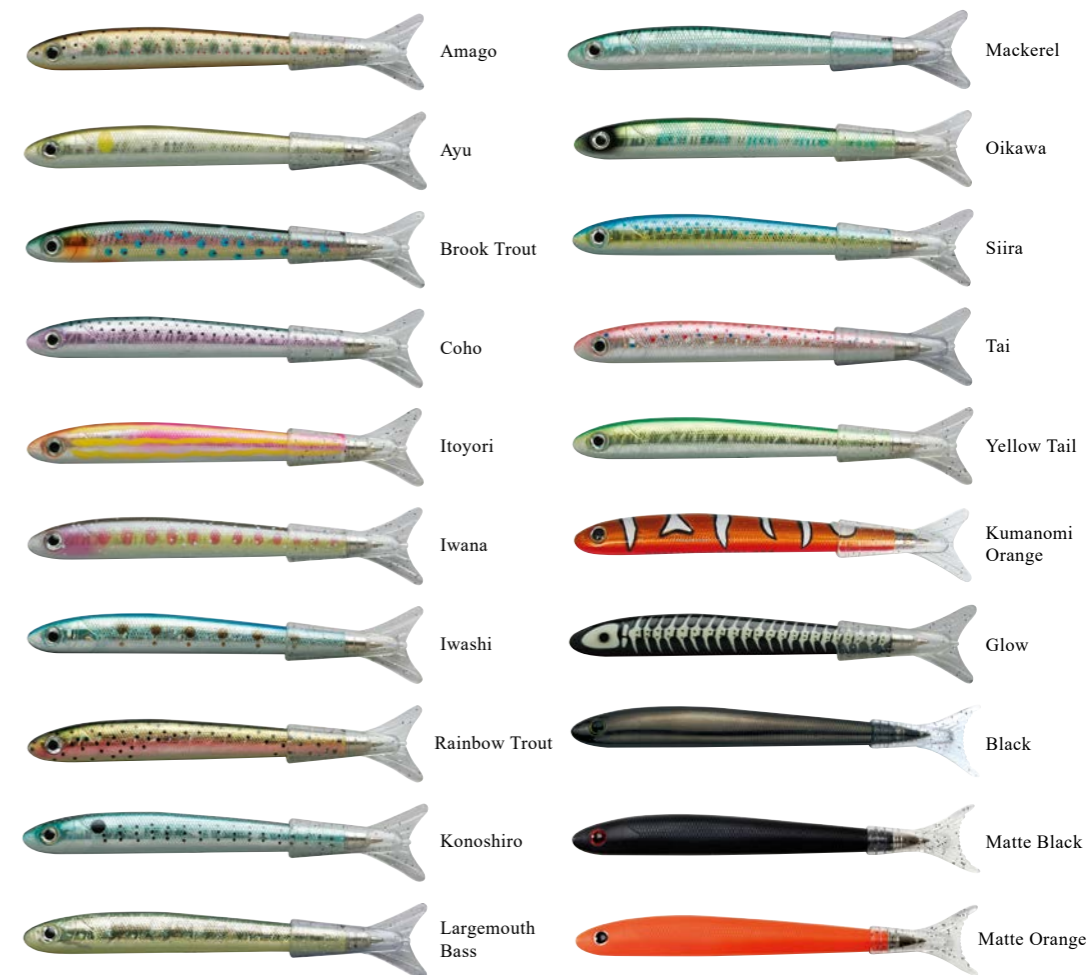 Amago
Ayu
Brook Trout
Coho
Itoyori
Iwana
Iwashi
Rainbow Trout
Konoshiro
Largemouth
Bass
Mackerel
Oikawa
Siira
Tai
Yellow Tail
Kumanomi
Orange
Glow
Black
Matte Black
Matte Orange